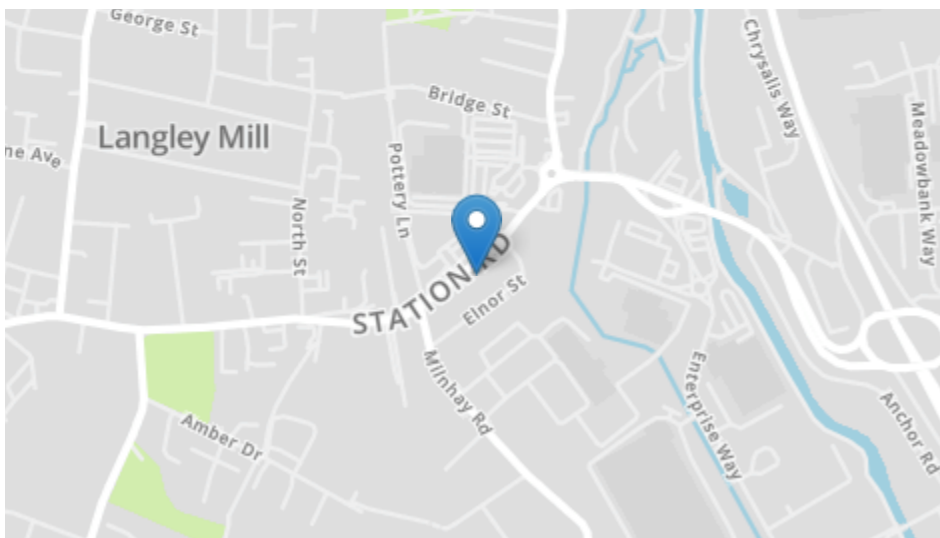 George St
Chrysalis Way
Bridge St
Meadowbank Way
Langley Mill
ne Ave
Pottery Ln
North St
STATION RD
Elnor St
Milnhay Rd
Enterprise Way
Anchor Rd
Amber Dr